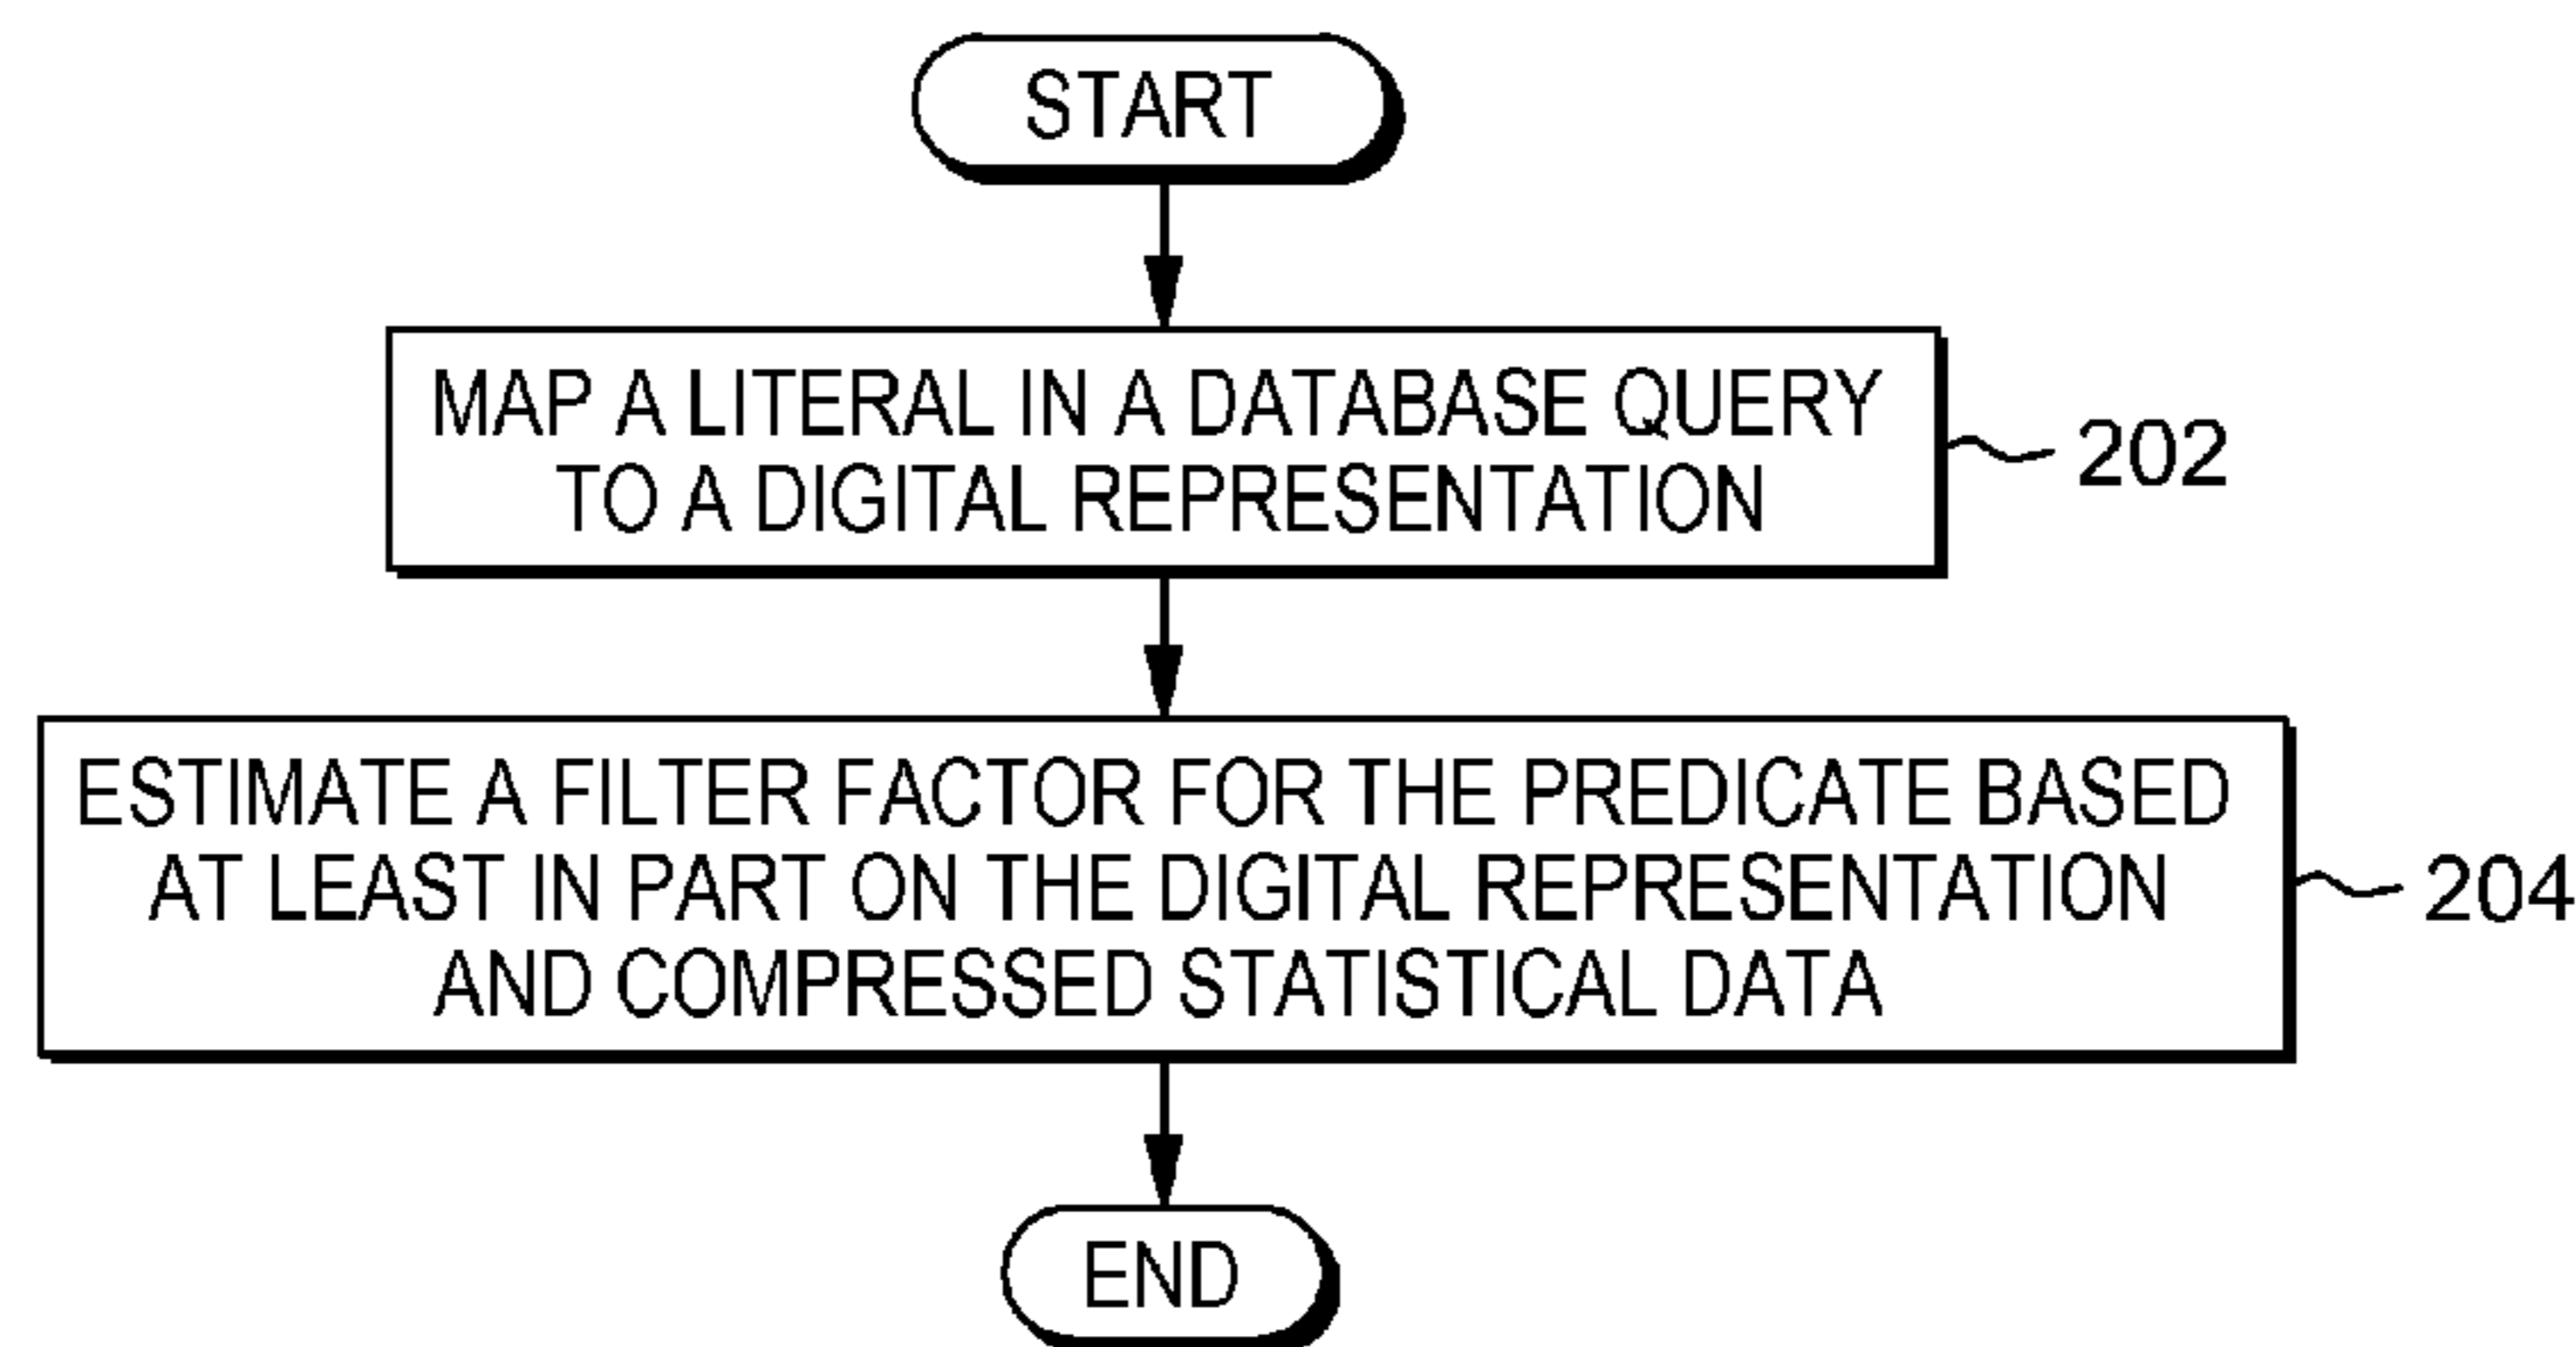 START
MAP A LITERAL IN A DATABASE QUERY
TO A DIGITAL REPRESENTATION
202
ESTIMATE A FILTER FACTOR FOR THE PREDICATE BASED
AT LEAST IN PART ON THE DIGITAL REPRESENTATION
AND COMPRESSED STATISTICAL DATA
204
END